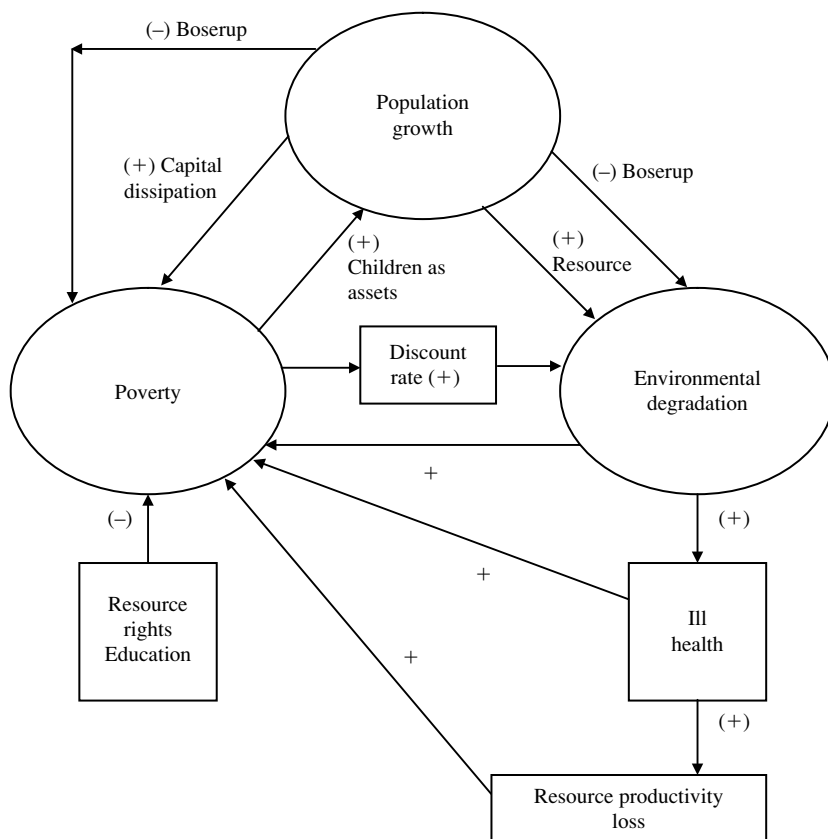 (–) Boserup
Population
growth
(+) Capital
dissipation
(–) Boserup
(+)
Children as
assets
(+)
Resource
Discount
rate (+)
Poverty
Environmental
degradation
+
(–)
(+)
+
Resource
rights
Education
Ill
health
+
(+)
Resource productivity
loss